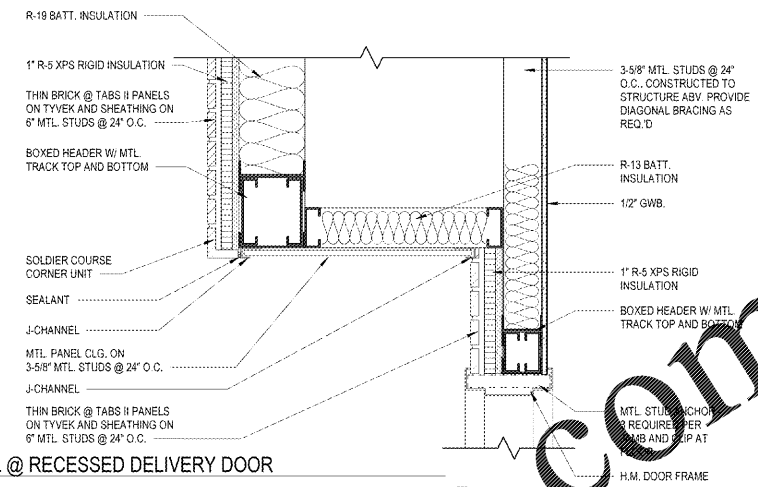 R-19 BATT. INSULATION
1" R-5 XPS RIGID INSULATION
THIN BRICK @ TABS II PANELS
ON TYVEK AND SHEATHING ON
6" MTL. STUDS @ 24" O.C.
BOXED HEADER W/ MTL.
TRACK TOP AND BOTTOM
SOLDIER COURSE
CORNER UNIT
SEALANT
J-CHANNEL
MTL. PANEL CLG. ON
3-5/8" MTL. STUDS @ 24" O.C.
J-CHANNEL
THIN BRICK @ TABS II PANELS
ON TYVEK AND SHEATHING ON
6" MTL. STUDS @ 24" O.C.
@ RECESSED DELIVERY DOOR
3-5/8" MTL. STUDS @ 24"
O.C., CONSTRUCTED TO
STRUCTURE ABV. PROVIDE
DIAGONAL BRACING AS
REQ.'D
R-13 BATT.
INSULATION
1/2" GWB.
1" R-5 XPS RIGID
INSULATION
BOXED HEADER W/ MTL.
TRACK TOP AND BOTTOM
MTL. STUD ANCHOR
3 REQUIRED PER
JAMB AND CLIP AT
H.M. DOOR FRAME
.com